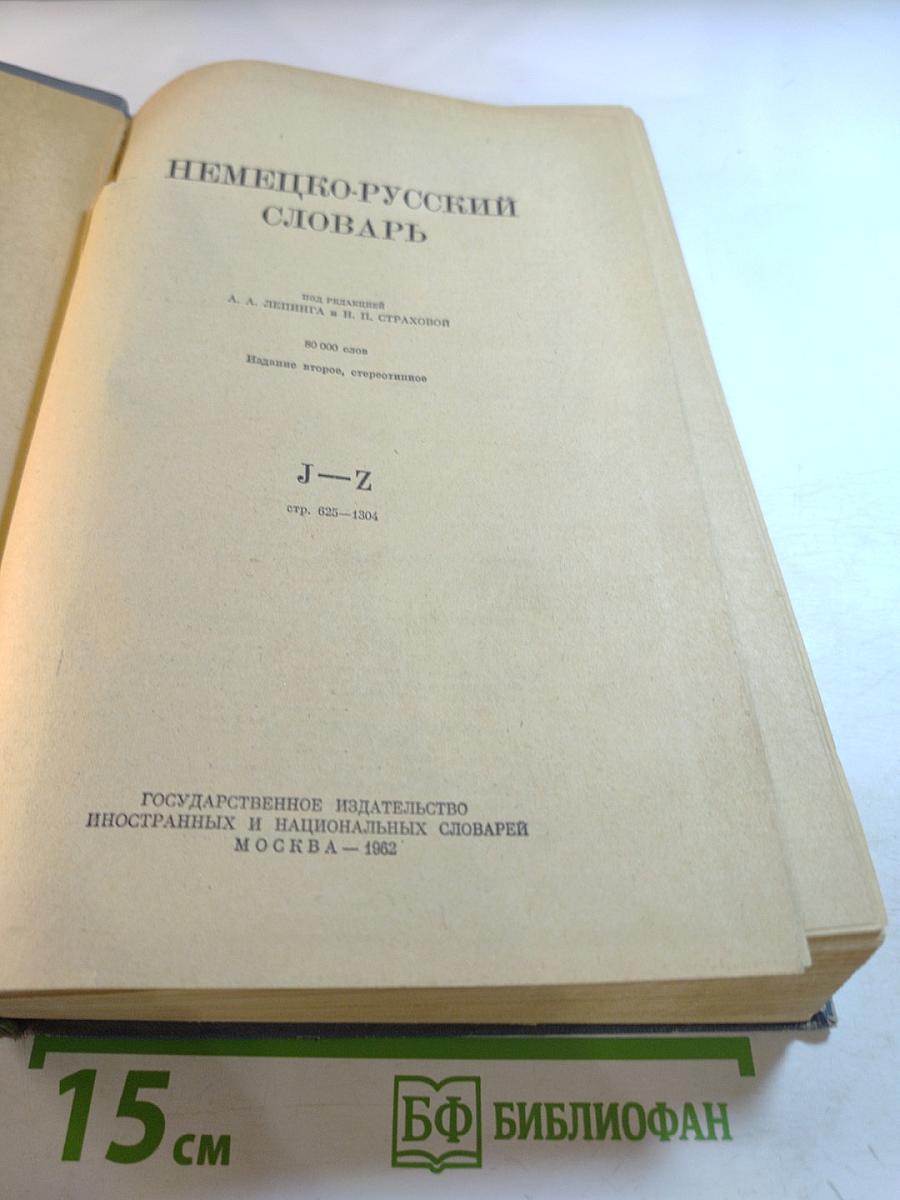 НЕМЕЦКО-РУССКИЙ
СЛОВАРЬ
ПОД РЕДАКЦИЕЙ
А. А. ЛЕПИНГА и Н. П. СТРАХОВОЙ
80 000 слов
Издание второе, стереотипное
J—Z
стр. 625—1304
ГОСУДАРСТВЕННОЕ ИЗДАТЕЛЬСТВО
ИНОСТРАННЫХ И НАЦИОНАЛЬНЫХ СЛОВАРЕЙ
МОСКВА — 1962
15 см
БФ БИБЛИОФАН